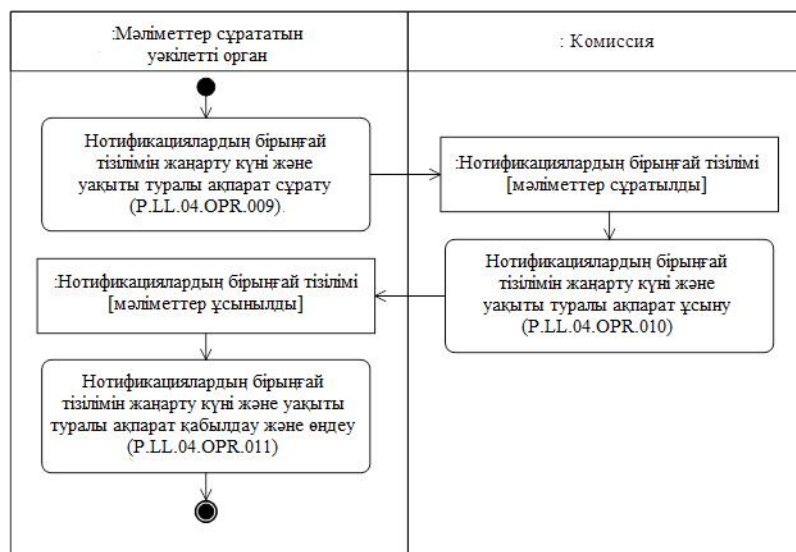 :Мәліметтер сұрататын
уәкілетті орган
: Комиссия
Нотификациялардың бірыңғай
тізілімін жаңарту күні және
уақыты туралы ақпарат сұрату
(P.LL.04.OPR.009)
:Нотификациялардың бірыңғай тізілімі
[мәліметтер сұратылды]
Нотификациялардың бірыңғай
тізілімін жаңарту күні және
уақыты туралы ақпарат ұсыну
(P.LL.04.OPR.010)
:Нотификациялардың бірыңғай тізілімі
[мәліметтер ұсынылды]
Нотификациялардың бірыңғай
тізілімін жаңарту күні және уақыты
туралы ақпарат қабылдау және өңдеу
(P.LL.04.OPR.011)